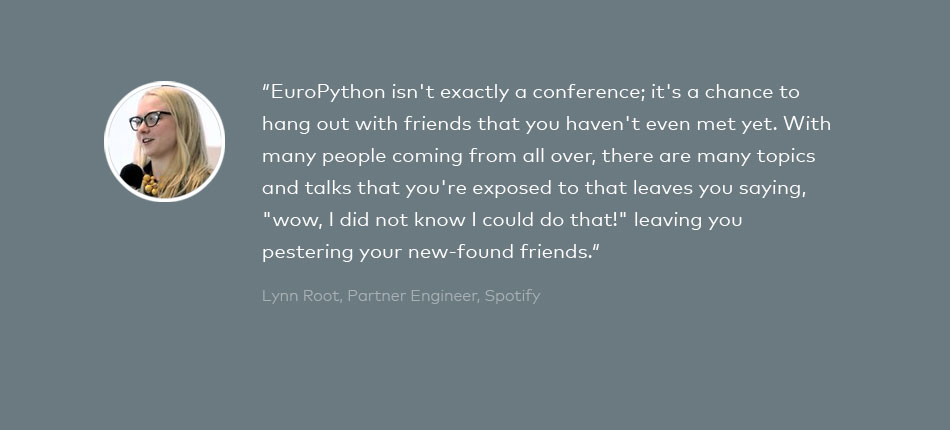 “EuroPython isn't exactly a conference; it's a chance to
hang out with friends that you haven't even met yet. With
many people coming from all over, there are many topics
and talks that you're exposed to that leaves you saying,
"wow, I did not know I could do that!" leaving you
pestering your new-found friends.“
Lynn Root, Partner Engineer, Spotify